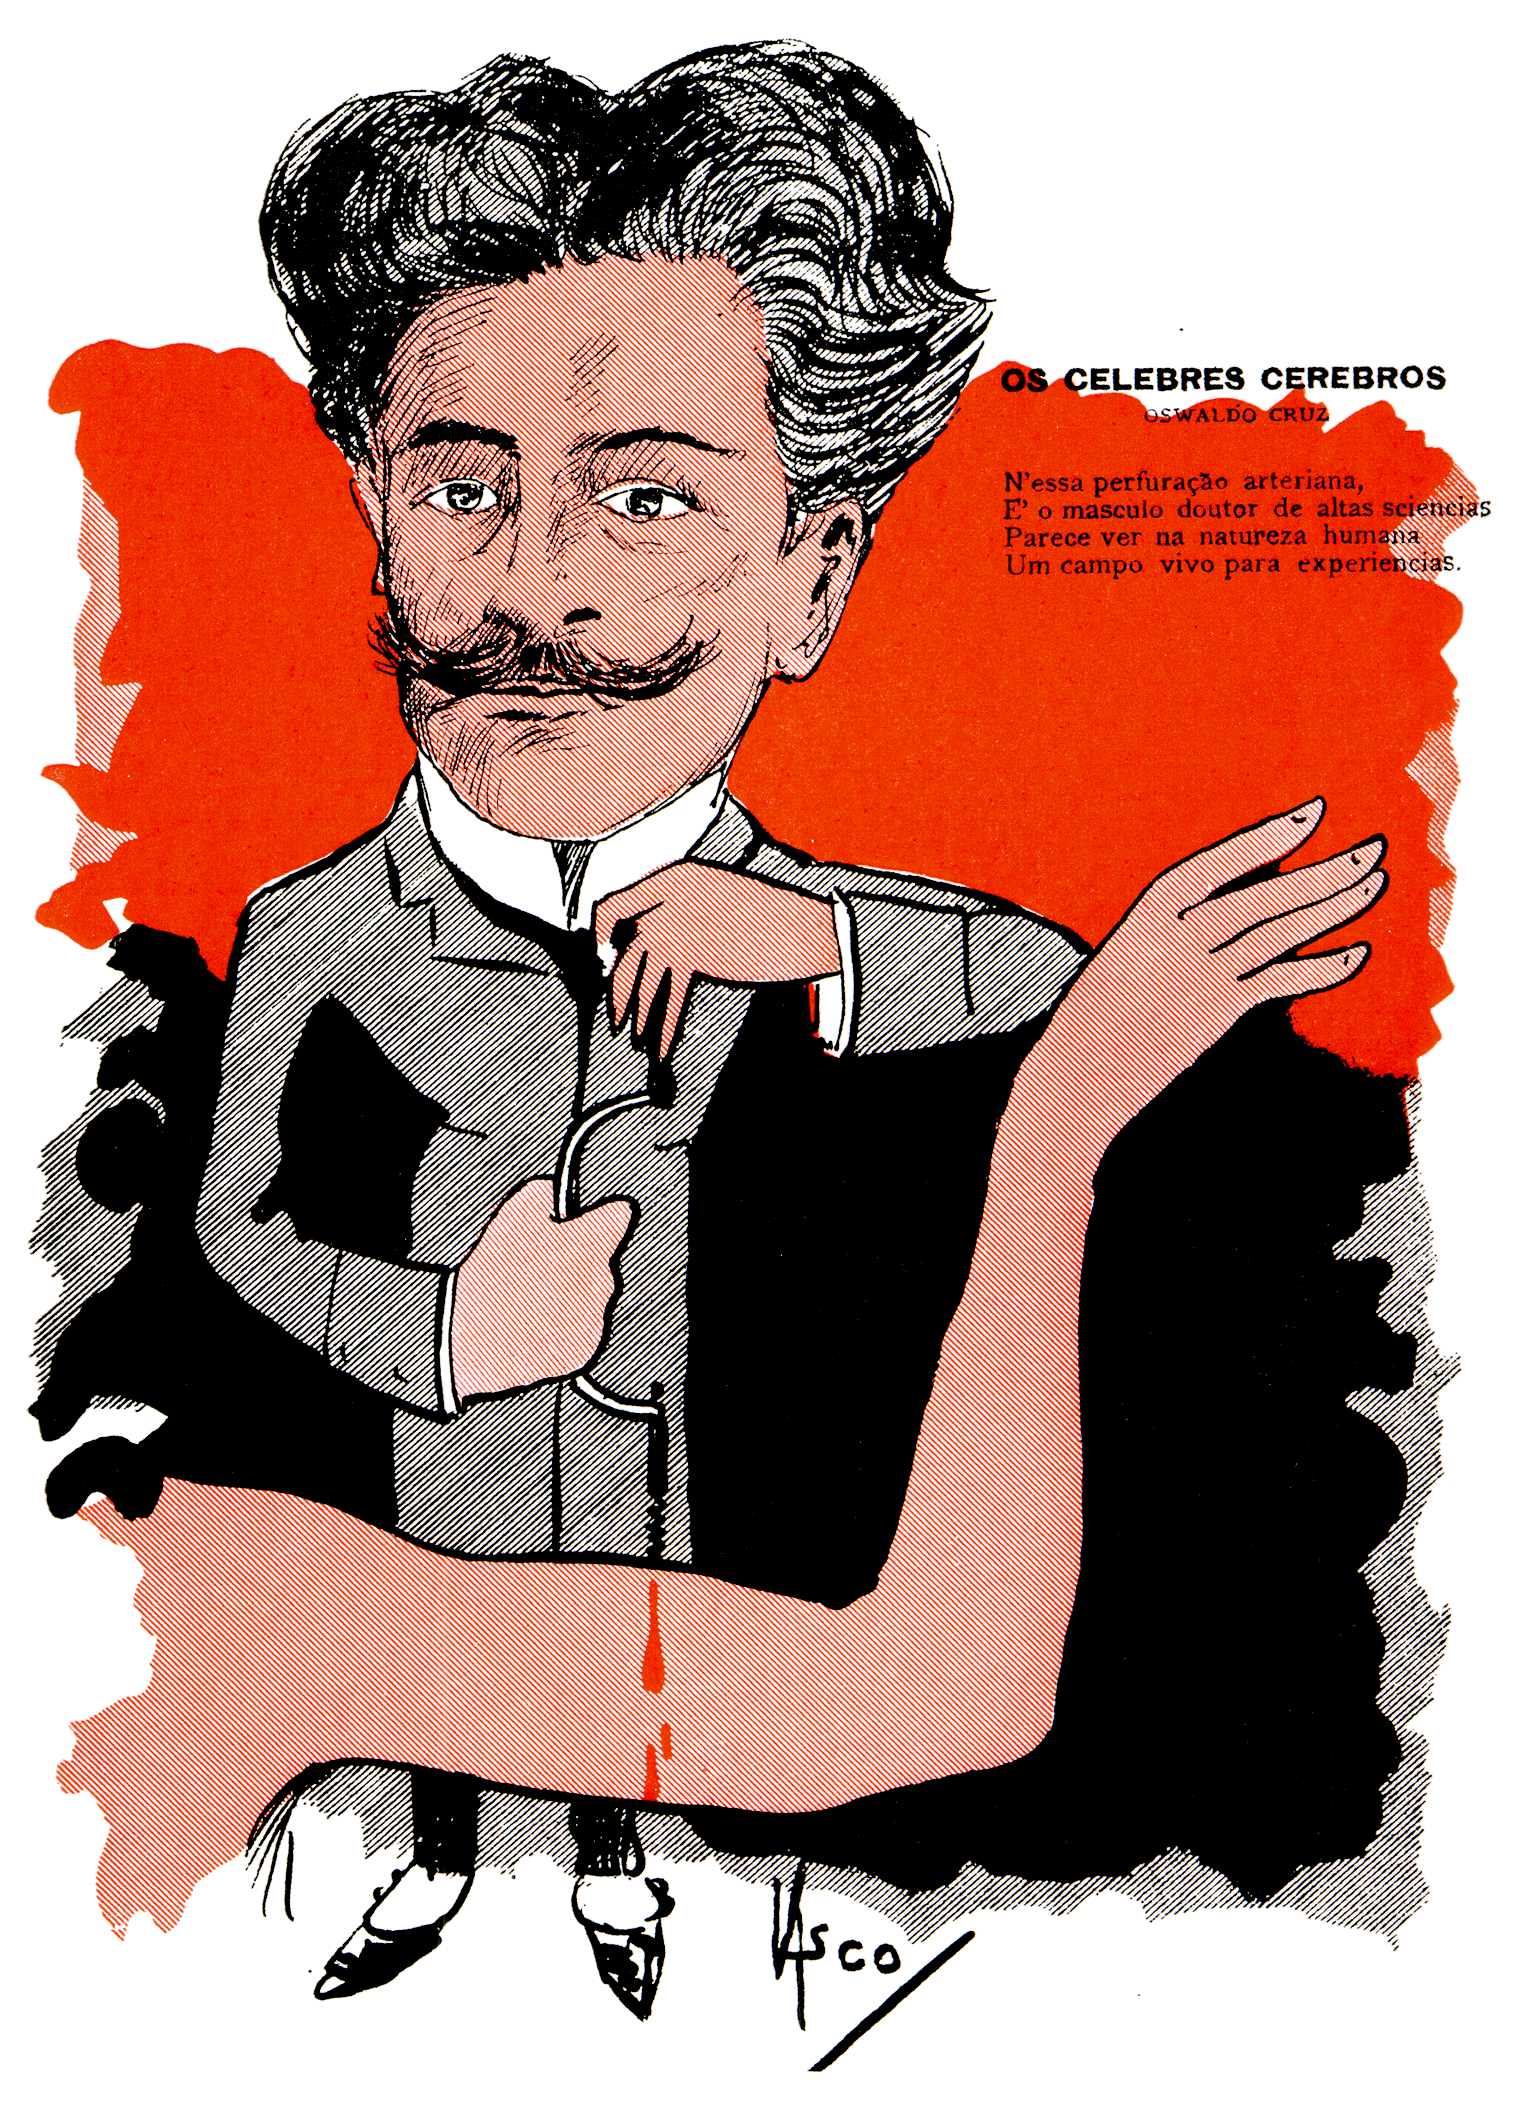 OS CELEBRES CEREBROS
OSWALDO CRUZ
N'essa perfuração arteriana,
E' o masculo doutor de altas sciencias
Parece ver na natureza humana
Um campo vivo para experiencias.
VASCO